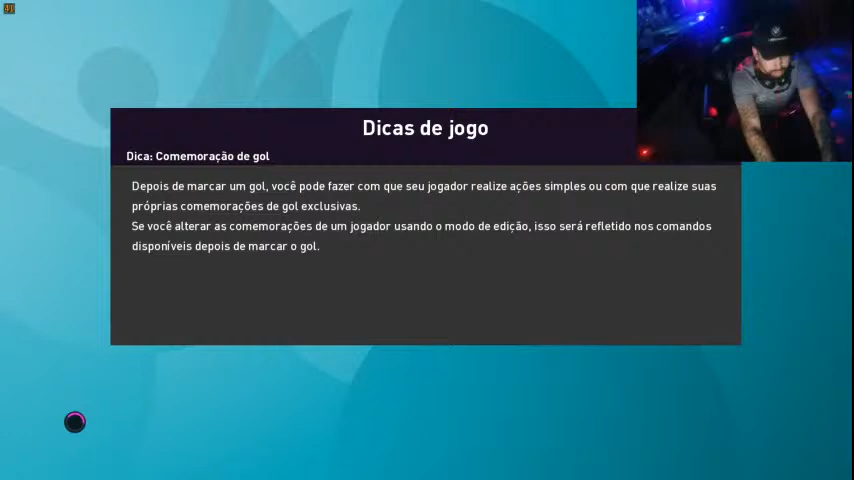 Dicas de jogo
Dica: Comemoração de gol
Depois de marcar um gol, você pode fazer com que seu jogador realize ações simples ou com que realize suas
próprias comemorações de gol exclusivas.
Se você alterar as comemorações de um jogador usando o modo de edição, isso será refletido nos comandos
disponíveis depois de marcar o gol.